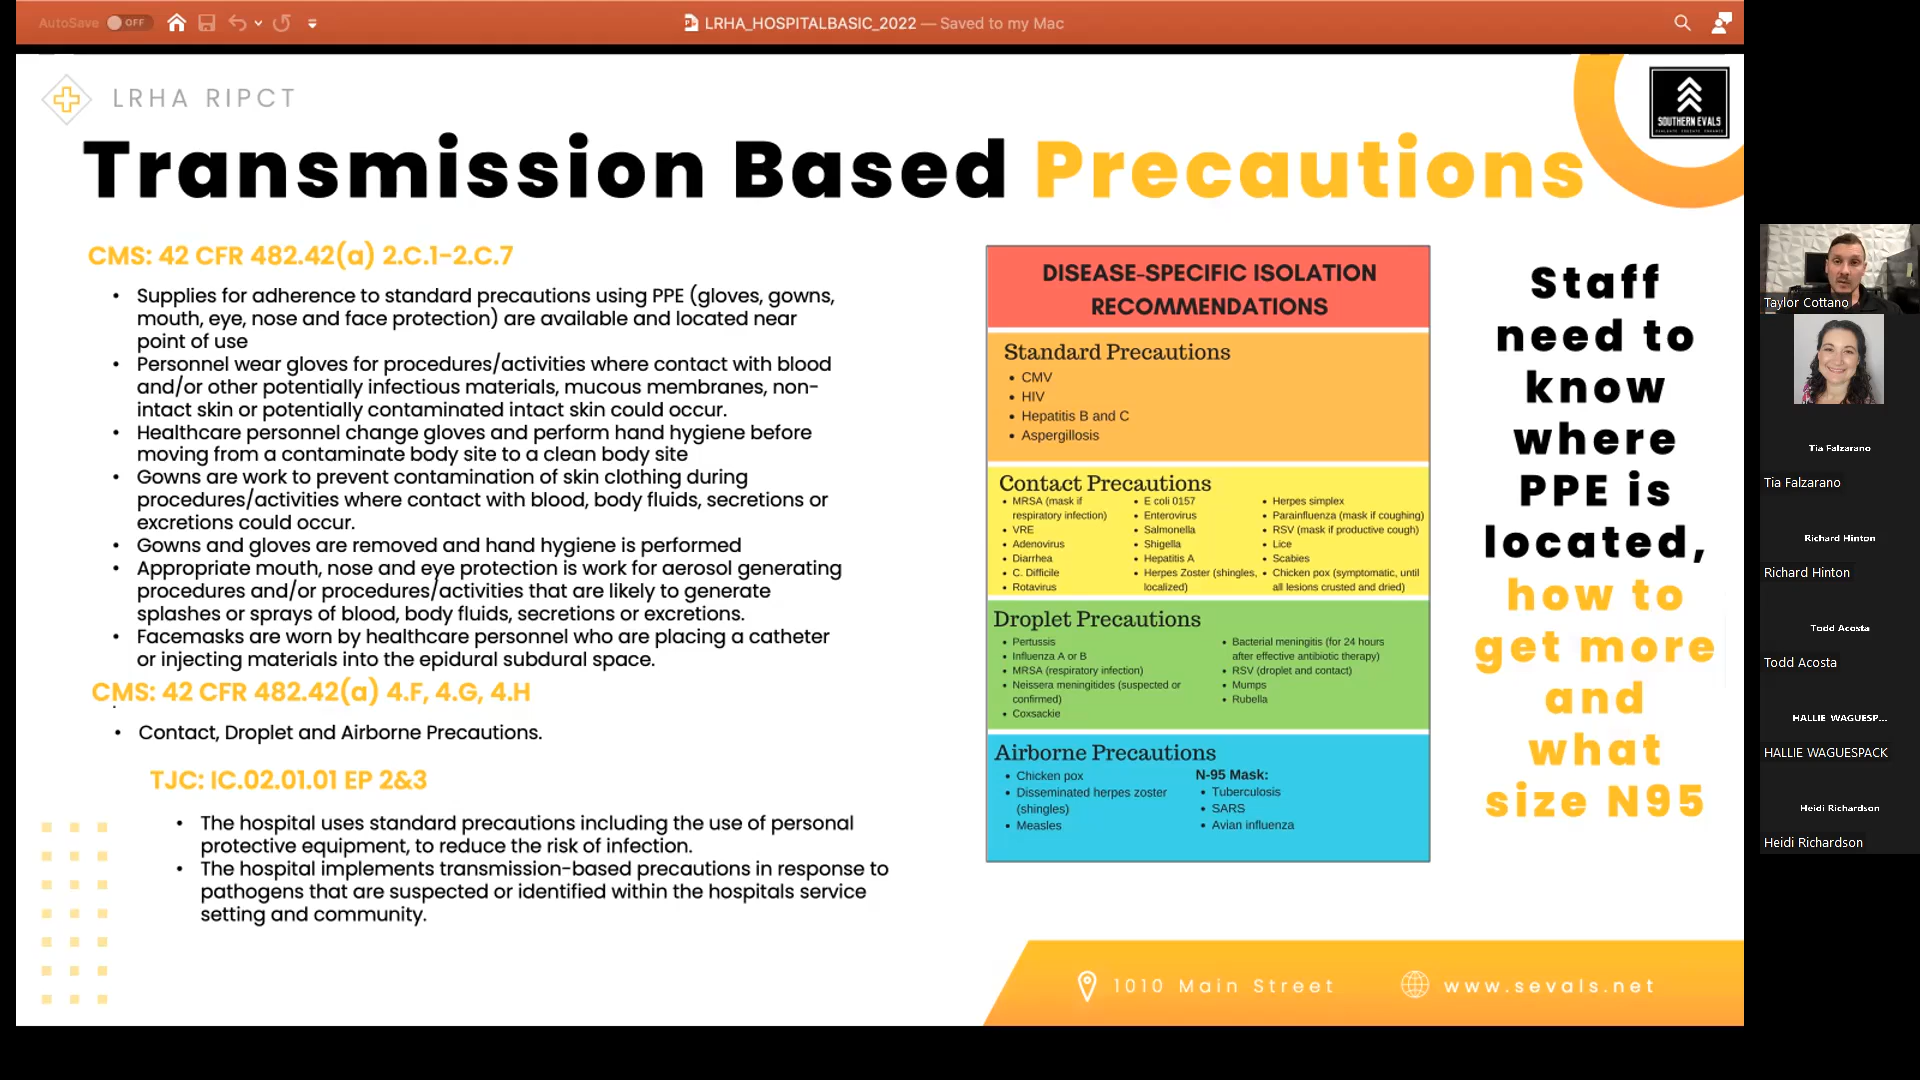 AutoSave OFF
LRHA_HOSPITALBASIC_2022 — Saved to my Mac
LRHA RIPCT
SOUTHERN EVALS
EVALUATE EDUCATE ENHANCE
Transmission Based Precautions
CMS: 42 CFR 482.42(a) 2.C.1-2.C.7
• Supplies for adherence to standard precautions using PPE (gloves, gowns,
mouth, eye, nose and face protection) are available and located near
point of use
• Personnel wear gloves for procedures/activities where contact with blood
and/or other potentially infectious materials, mucous membranes, non-
intact skin or potentially contaminated intact skin could occur.
• Healthcare personnel change gloves and perform hand hygiene before
moving from a contaminate body site to a clean body site
• Gowns are work to prevent contamination of skin clothing during
procedures/activities where contact with blood, body fluids, secretions or
excretions could occur.
• Gowns and gloves are removed and hand hygiene is performed
• Appropriate mouth, nose and eye protection is work for aerosol generating
procedures and/or procedures/activities that are likely to generate
splashes or sprays of blood, body fluids, secretions or excretions.
• Facemasks are worn by healthcare personnel who are placing a catheter
or injecting materials into the epidural subdural space.
CMS: 42 CFR 482.42(a) 4.F, 4.G, 4.H
• Contact, Droplet and Airborne Precautions.
TJC: IC.02.01.01 EP 2&3
• The hospital uses standard precautions including the use of personal
protective equipment, to reduce the risk of infection.
• The hospital implements transmission-based precautions in response to
pathogens that are suspected or identified within the hospitals service
setting and community.
DISEASE-SPECIFIC ISOLATION
RECOMMENDATIONS
Standard Precautions
• CMV
• HIV
• Hepatitis B and C
• Aspergillosis
Contact Precautions
• MRSA (mask if
respiratory infection)
• VRE
• Adenovirus
• Diarrhea
• C. Difficile
• Rotavirus
• E coli 0157
• Enterovirus
• Salmonella
• Shigella
• Hepatitis A
• Herpes Zoster (shingles,
localized)
• Herpes simplex
• Parainfluenza (mask if coughing)
• RSV (mask if productive cough)
• Lice
• Scabies
• Chicken pox (symptomatic, until
all lesions crusted and dried)
Droplet Precautions
• Pertussis
• Influenza A or B
• MRSA (respiratory infection)
• Neissera meningitides (suspected or
confirmed)
• Coxsackie
• Bacterial meningitis (for 24 hours
after effective antibiotic therapy)
• RSV (droplet and contact)
• Mumps
• Rubella
Airborne Precautions
• Chicken pox
• Disseminated herpes zoster
(shingles)
• Measles
N-95 Mask:
• Tuberculosis
• SARS
• Avian influenza
Staff
need to
know
where
PPE is
located,
how to
get more
and
what
size N95
1010 Main Street
www.sevals.net
Taylor Cottano
Tia Falzarano
Tia Falzarano
Richard Hinton
Richard Hinton
Todd Acosta
Todd Acosta
HALLIE WAGUESP...
HALLIE WAGUESPACK
Heidi Richardson
Heidi Richardson